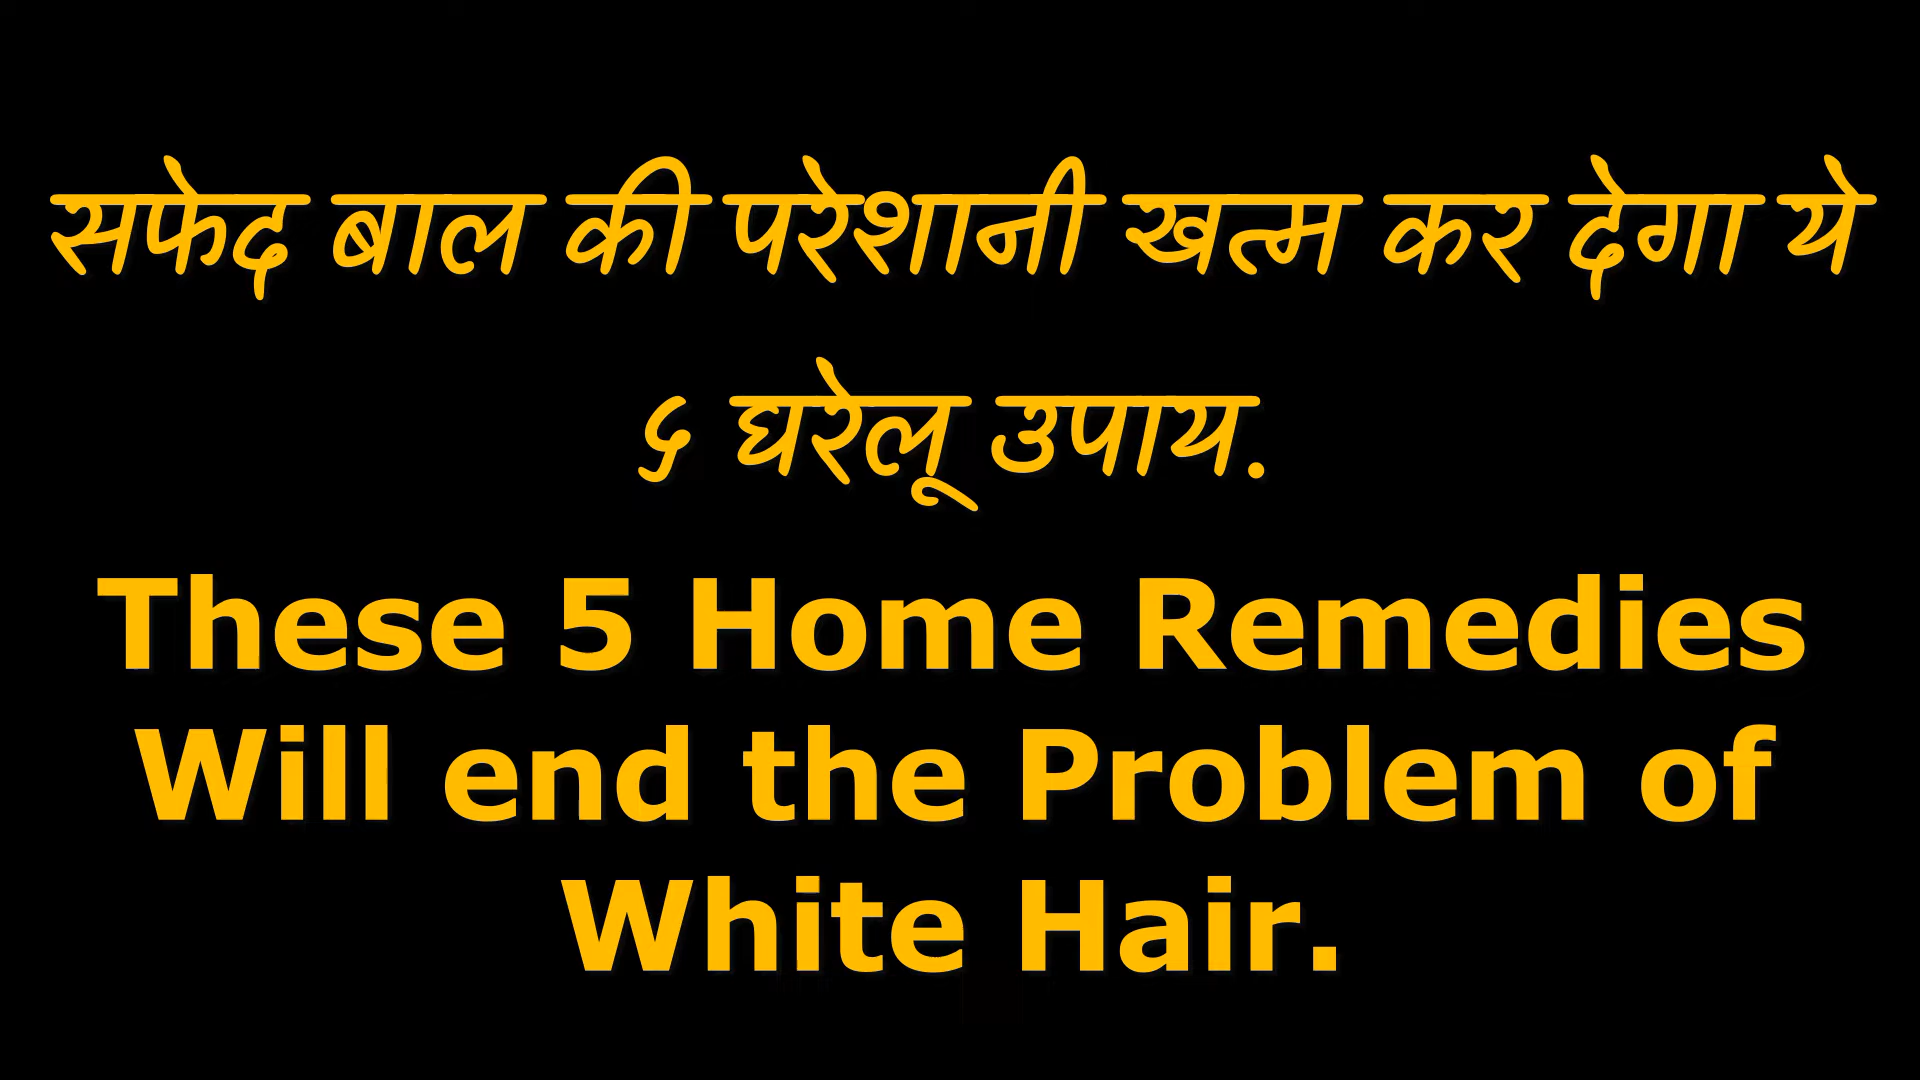 सफेद बाल की परेशानी खत्म कर देगा ये
५ घरेलू उपाय.
These 5 Home Remedies
Will end the Problem of
White Hair.